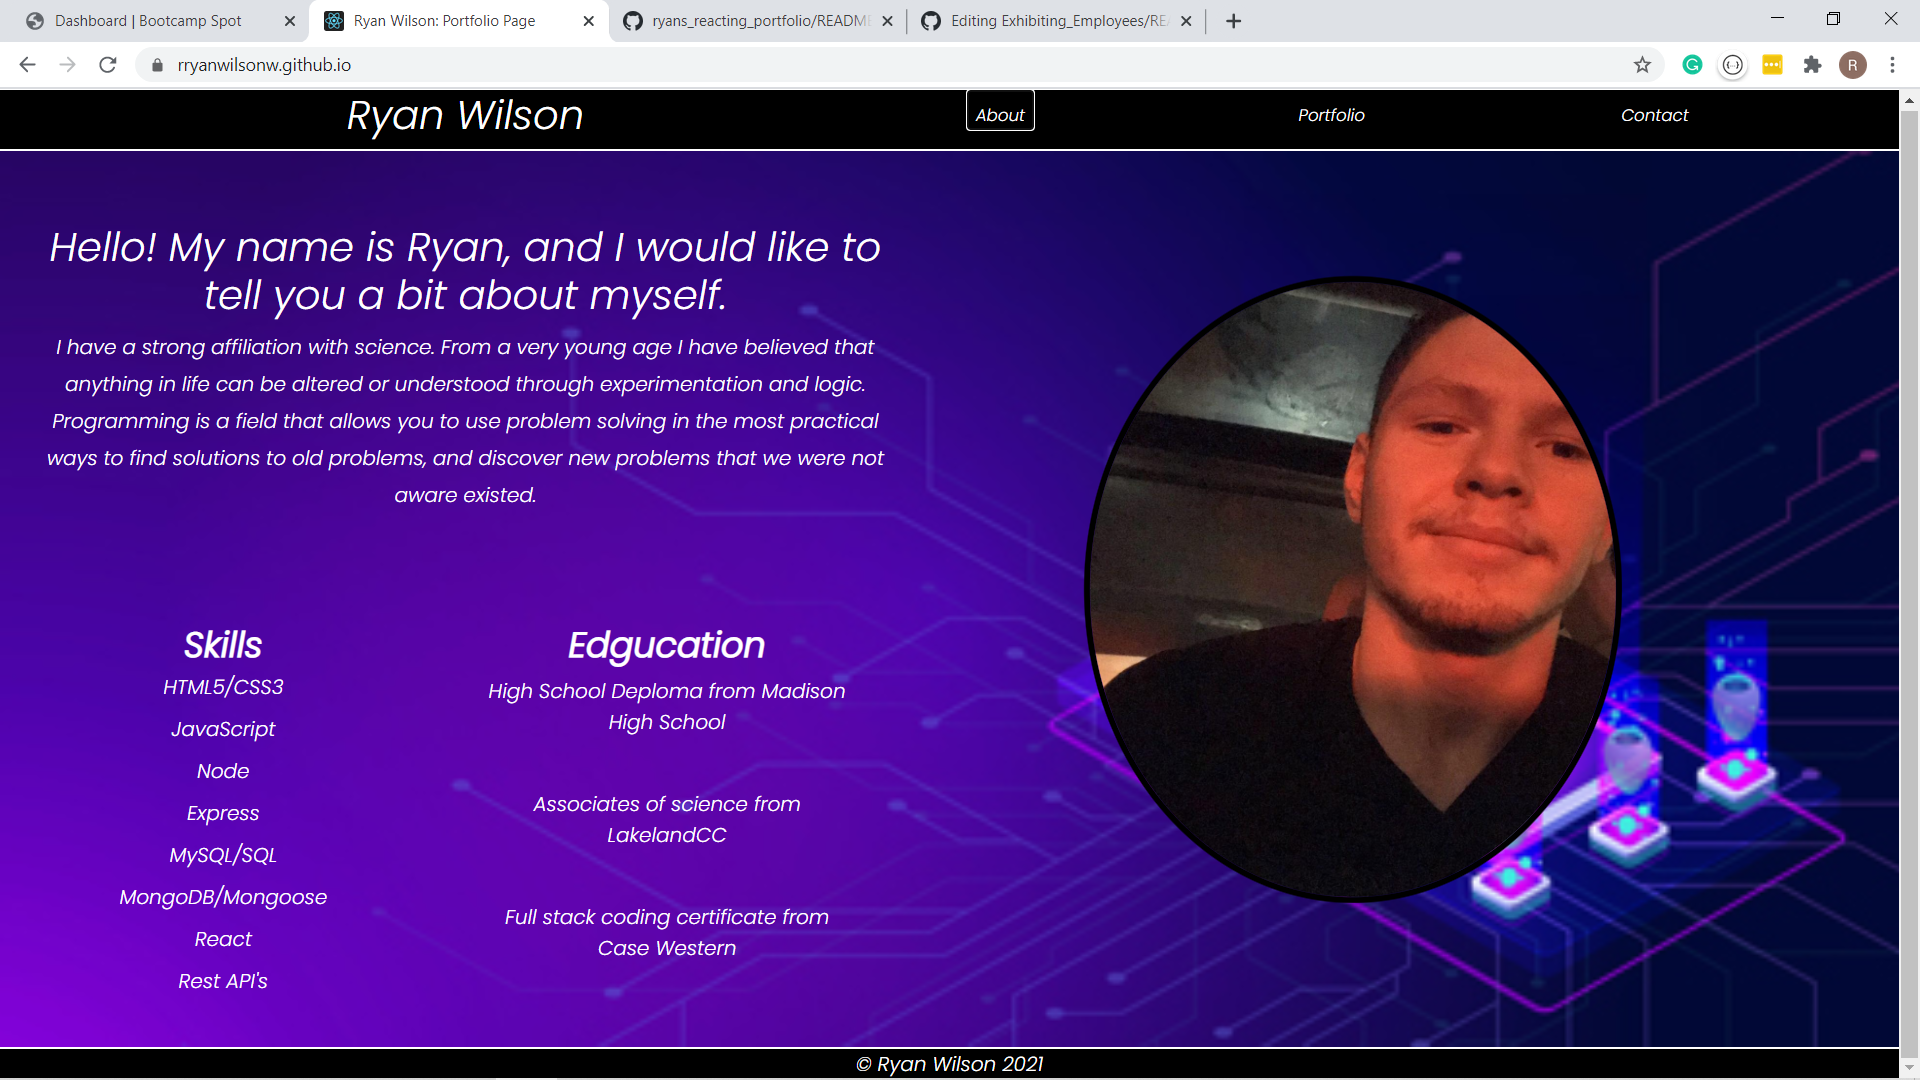 Dashboard | Bootcamp Spot
Ryan Wilson: Portfolio Page
ryans_reacting_portfolio/README
Editing Exhibiting_Employees/RE
rryanwilsonw.github.io
R
Ryan Wilson
About
Portfolio
Contact
Hello! My name is Ryan, and I would like to
tell you a bit about myself.
I have a strong affiliation with science. From a very young age I have believed that
anything in life can be altered or understood through experimentation and logic.
Programming is a field that allows you to use problem solving in the most practical
ways to find solutions to old problems, and discover new problems that we were not
aware existed.
Skills
HTML5/CSS3
JavaScript
Node
Express
MySQL/SQL
MongoDB/Mongoose
React
Rest API's
Edgucation
High School Deploma from Madison
High School
Associates of science from
LakelandCC
Full stack coding certificate from
Case Western
© Ryan Wilson 2021